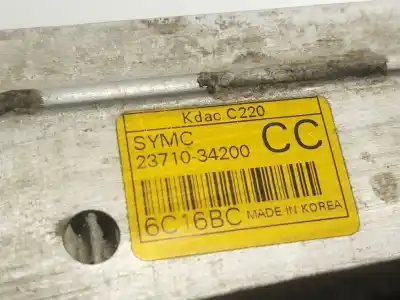 Kdac C220
SYMC CC
23710-34200
6C16BC MADE IN KOREA